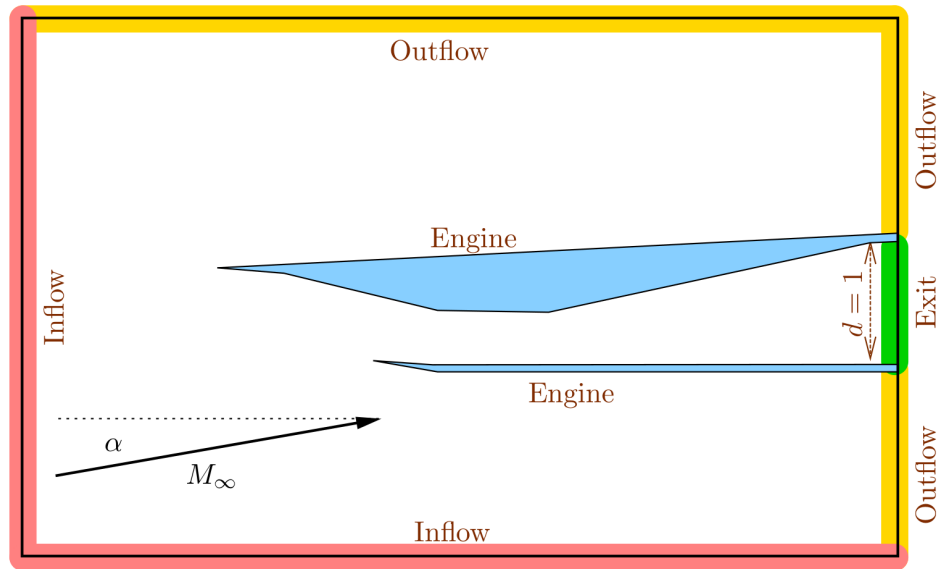 Outflow
Outflow
Engine
Inflow
d = 1
Exit
Engine
α
M∞
Outflow
Inflow